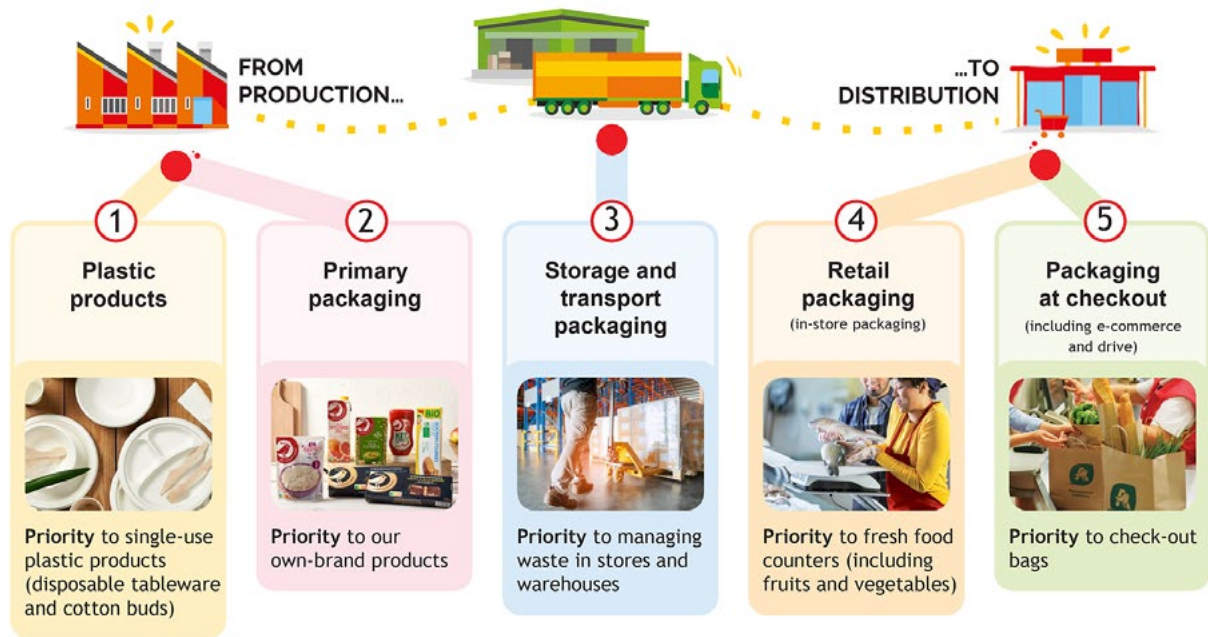 FROM
PRODUCTION...
...TO
DISTRIBUTION
1
Plastic
products
Priority to single-use
plastic products
(disposable tableware
and cotton buds)
2
Primary
packaging
BIO
Priority to our
own-brand products
3
Storage and
transport
packaging
Priority to managing
waste in stores and
warehouses
4
Retail
packaging
(in-store packaging)
Priority to fresh food
counters (including
fruits and vegetables)
5
Packaging
at checkout
(including e-commerce
and drive)
Priority to check-out
bags